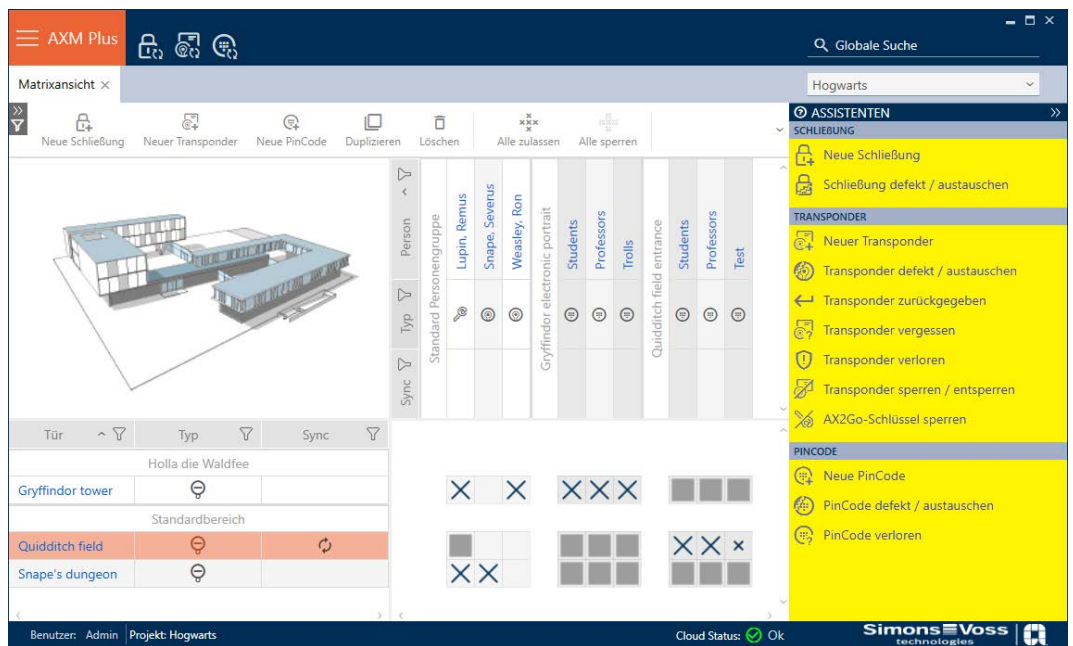 AXM Plus
Globale Suche
Matrixansicht ×
Hogwarts
Neue Schließung
Neuer Transponder
Neue PinCode
Duplizieren
Löschen
Alle zulassen
Alle sperren
ASSISTENTEN
SCHLIEßUNG
Neue Schließung
Schließung defekt / austauschen
TRANSPONDER
Neuer Transponder
Transponder defekt / austauschen
Transponder zurückgegeben
Transponder vergessen
Transponder verloren
Transponder sperren / entsperren
AX2Go-Schlüssel sperren
PINCODE
Neue PinCode
PinCode defekt / austauschen
PinCode verloren
Person
Typ
Sync
Standard Personengruppe
Lupin, Remus
Snape, Severus
Weasley, Ron
Gryffindor electronic portrait
Students
Professors
Trolls
Quidditch field entrance
Students
Professors
Test
Tür
Typ
Sync
Holla die Waldfee
Gryffindor tower
Standardbereich
Quidditch field
Snape's dungeon
Benutzer: Admin
Projekt: Hogwarts
Cloud Status: Ok
Simons Voss
technologies